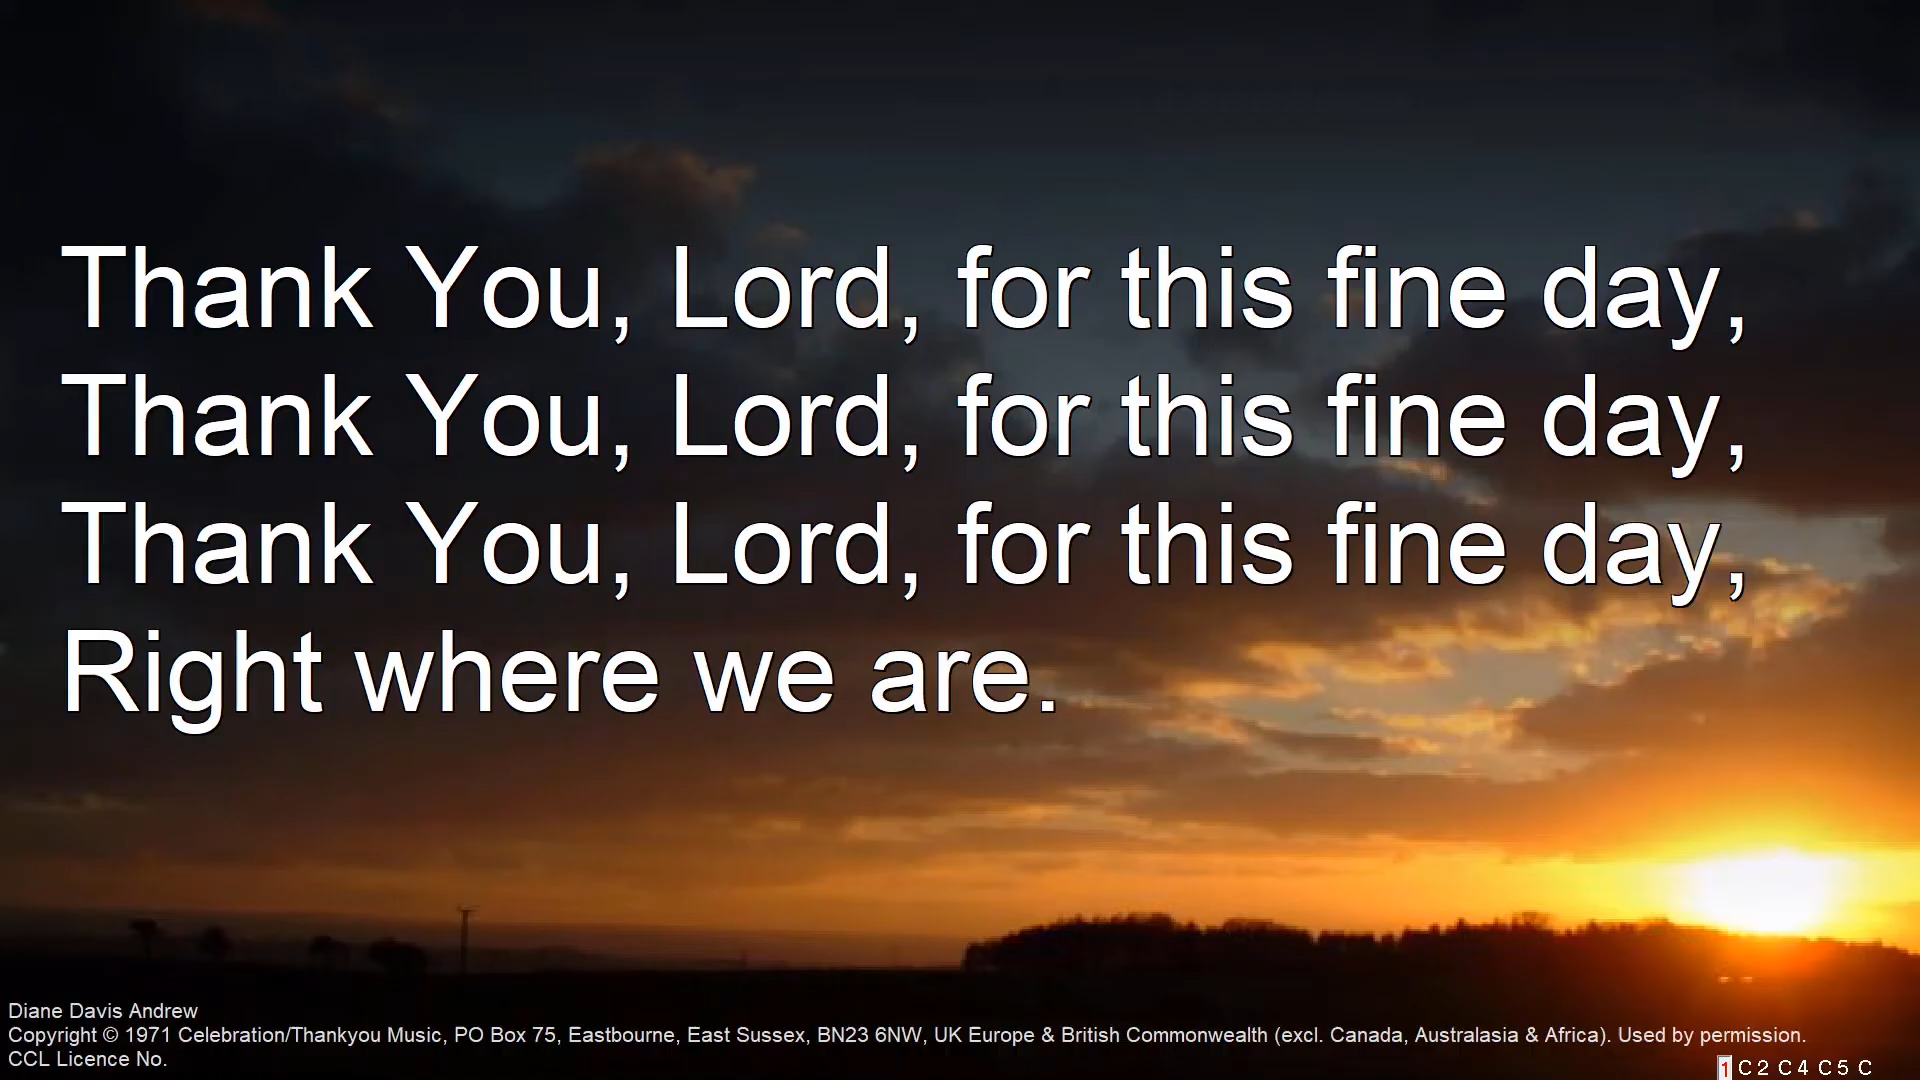 Thank You, Lord, for this fine day,
Thank You, Lord, for this fine day,
Thank You, Lord, for this fine day,
Right where we are.
Diane Davis Andrew
Copyright © 1971 Celebration/Thankyou Music, PO Box 75, Eastbourne, East Sussex, BN23 6NW, UK Europe & British Commonwealth (excl. Canada, Australasia & Africa). Used by permission.
CCL Licence No.
1 C 2 C 4 C 5 C